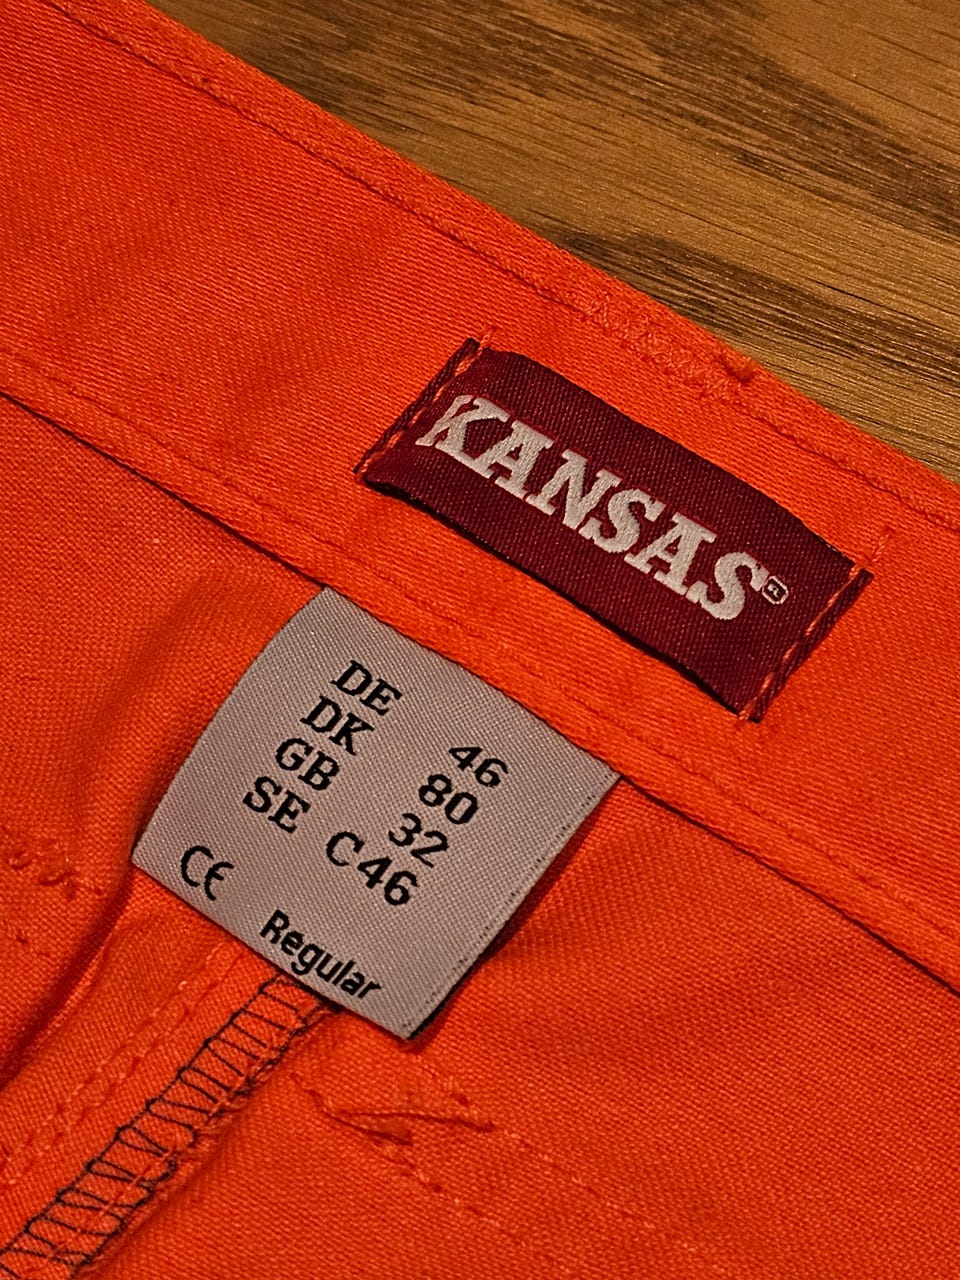 KANSAS®
DE 46
DK 80
GB 32
SE C46
CE Regular